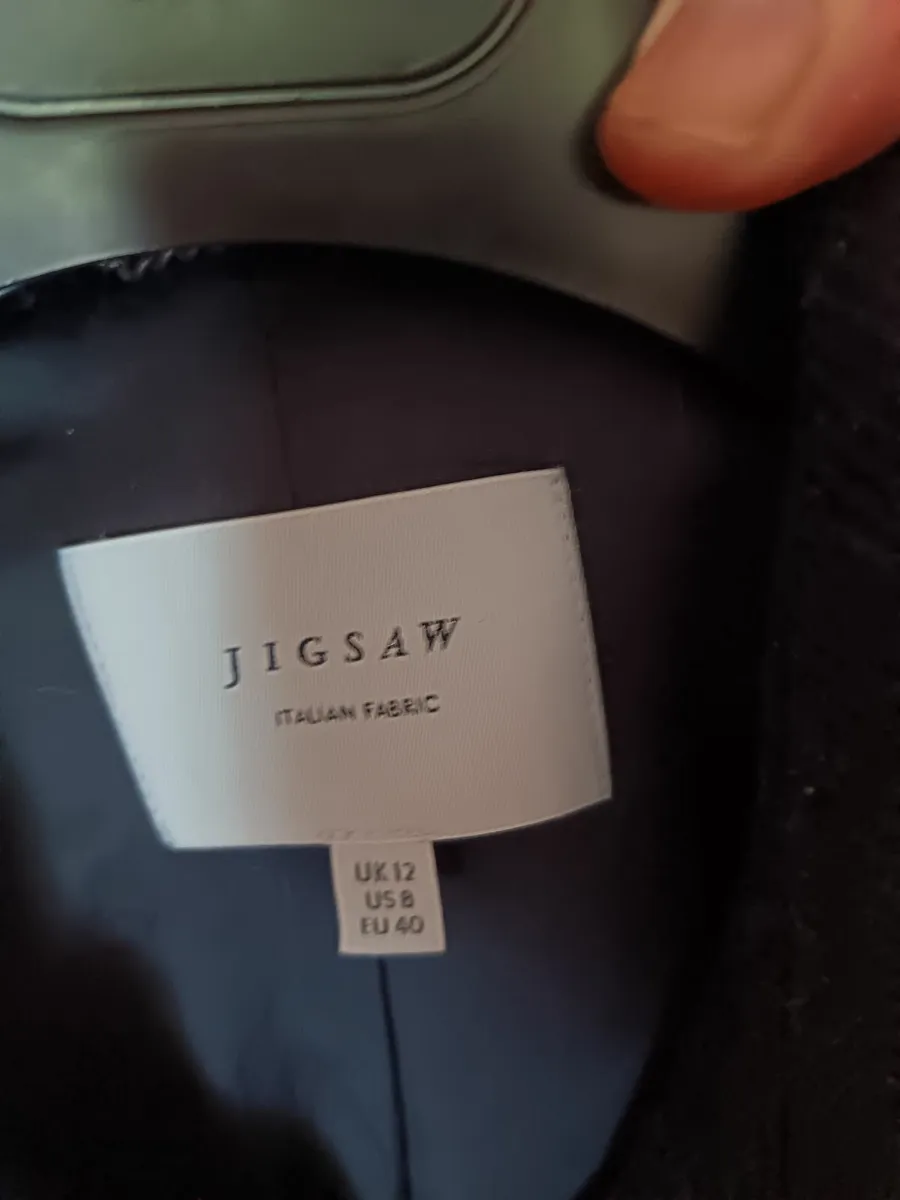 JIGSAW
ITALIAN FABRIC
UK 12
US 8
EU 40